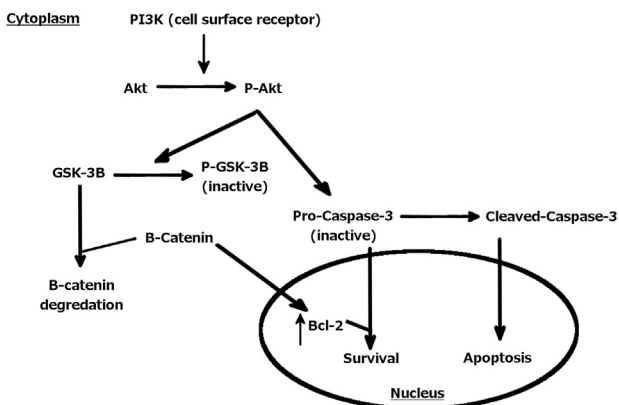 Cytoplasm
PI3K (cell surface receptor)
Akt
P-Akt
GSK-3B
P-GSK-3B
(inactive)
Pro-Caspase-3
(inactive)
Cleaved-Caspase-3
B-Catenin
B-catenin
degredation
Bcl-2
Survival
Apoptosis
Nucleus